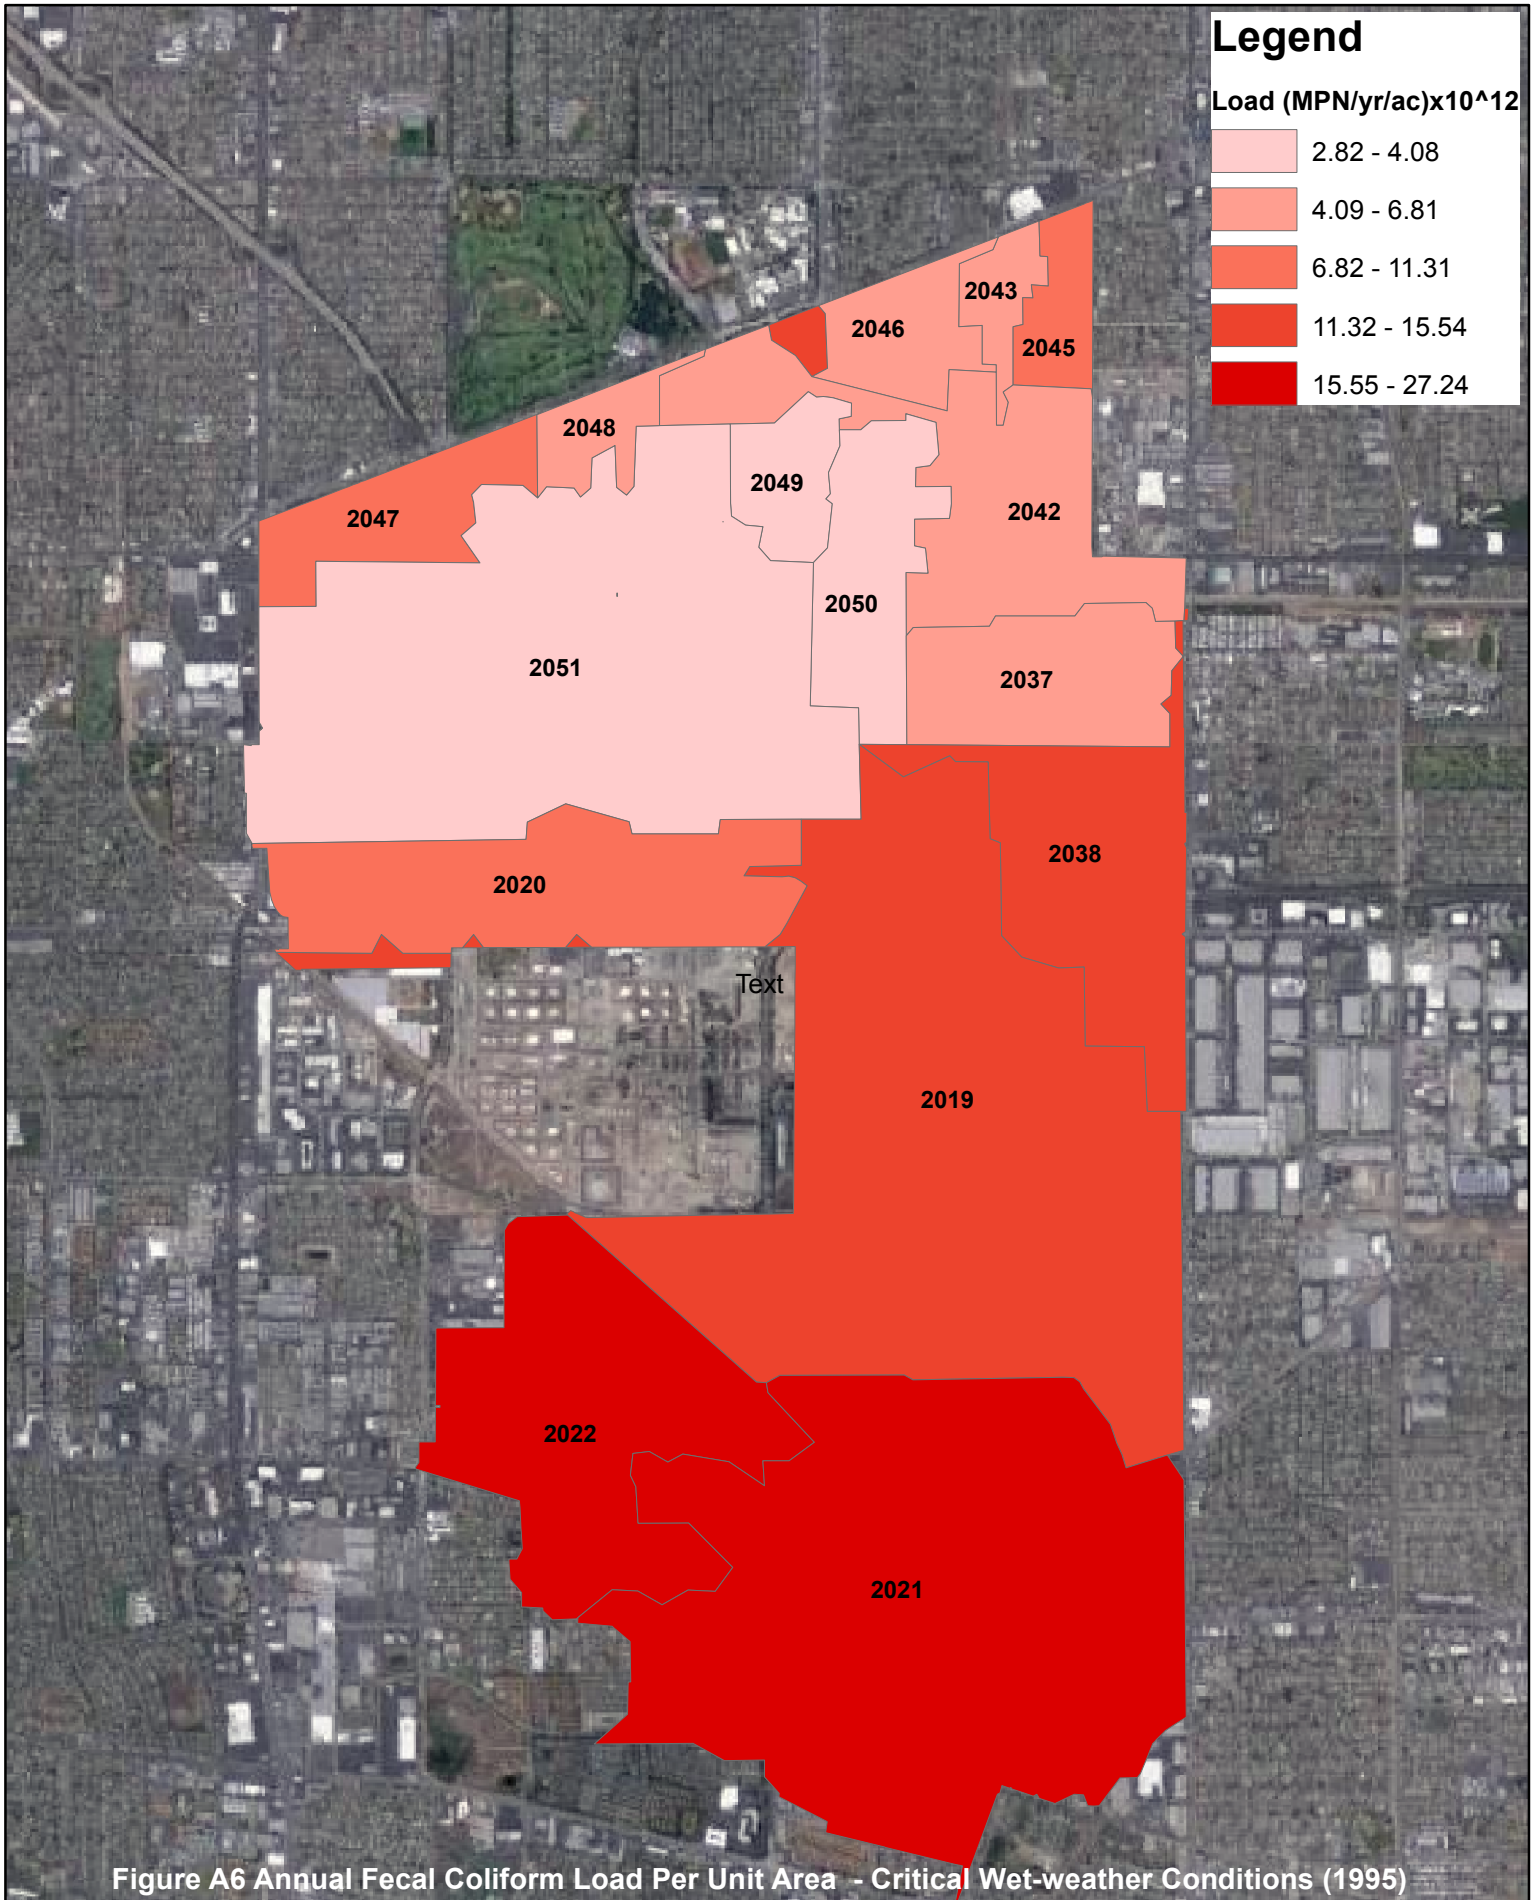 Legend
Load (MPN/yr/ac)x10^12
2.82 - 4.08
4.09 - 6.81
6.82 - 11.31
11.32 - 15.54
15.55 - 27.24
2043
2046
2045
2048
2049
2047
2042
2050
2051
2037
2038
2020
Text
2019
2022
2021
Figure A6 Annual Fecal Coliform Load Per Unit Area - Critical Wet-weather Conditions (1995)